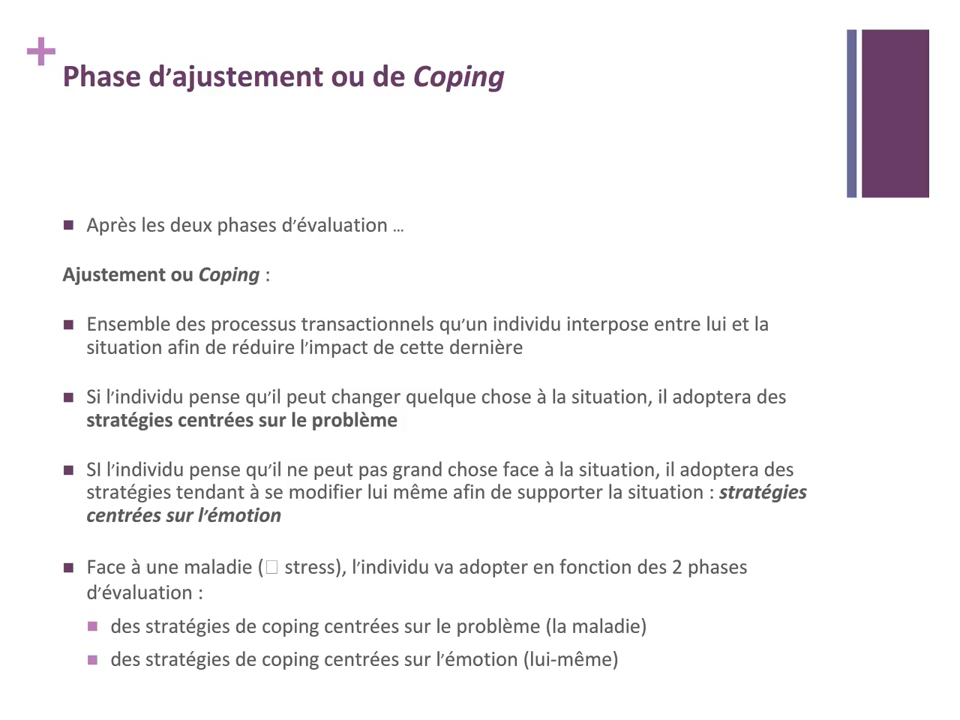 +
Phase d’ajustement ou de Coping
Après les deux phases d’évaluation …
Ajustement ou Coping :
Ensemble des processus transactionnels qu’un individu interpose entre lui et la
situation afin de réduire l’impact de cette dernière
Si l’individu pense qu’il peut changer quelque chose à la situation, il adoptera des
stratégies centrées sur le problème
SI l’individu pense qu’il ne peut pas grand chose face à la situation, il adoptera des
stratégies tendant à se modifier lui même afin de supporter la situation : stratégies
centrées sur l’émotion
Face à une maladie (□ stress), l’individu va adopter en fonction des 2 phases
d’évaluation :
des stratégies de coping centrées sur le problème (la maladie)
des stratégies de coping centrées sur l’émotion (lui-même)